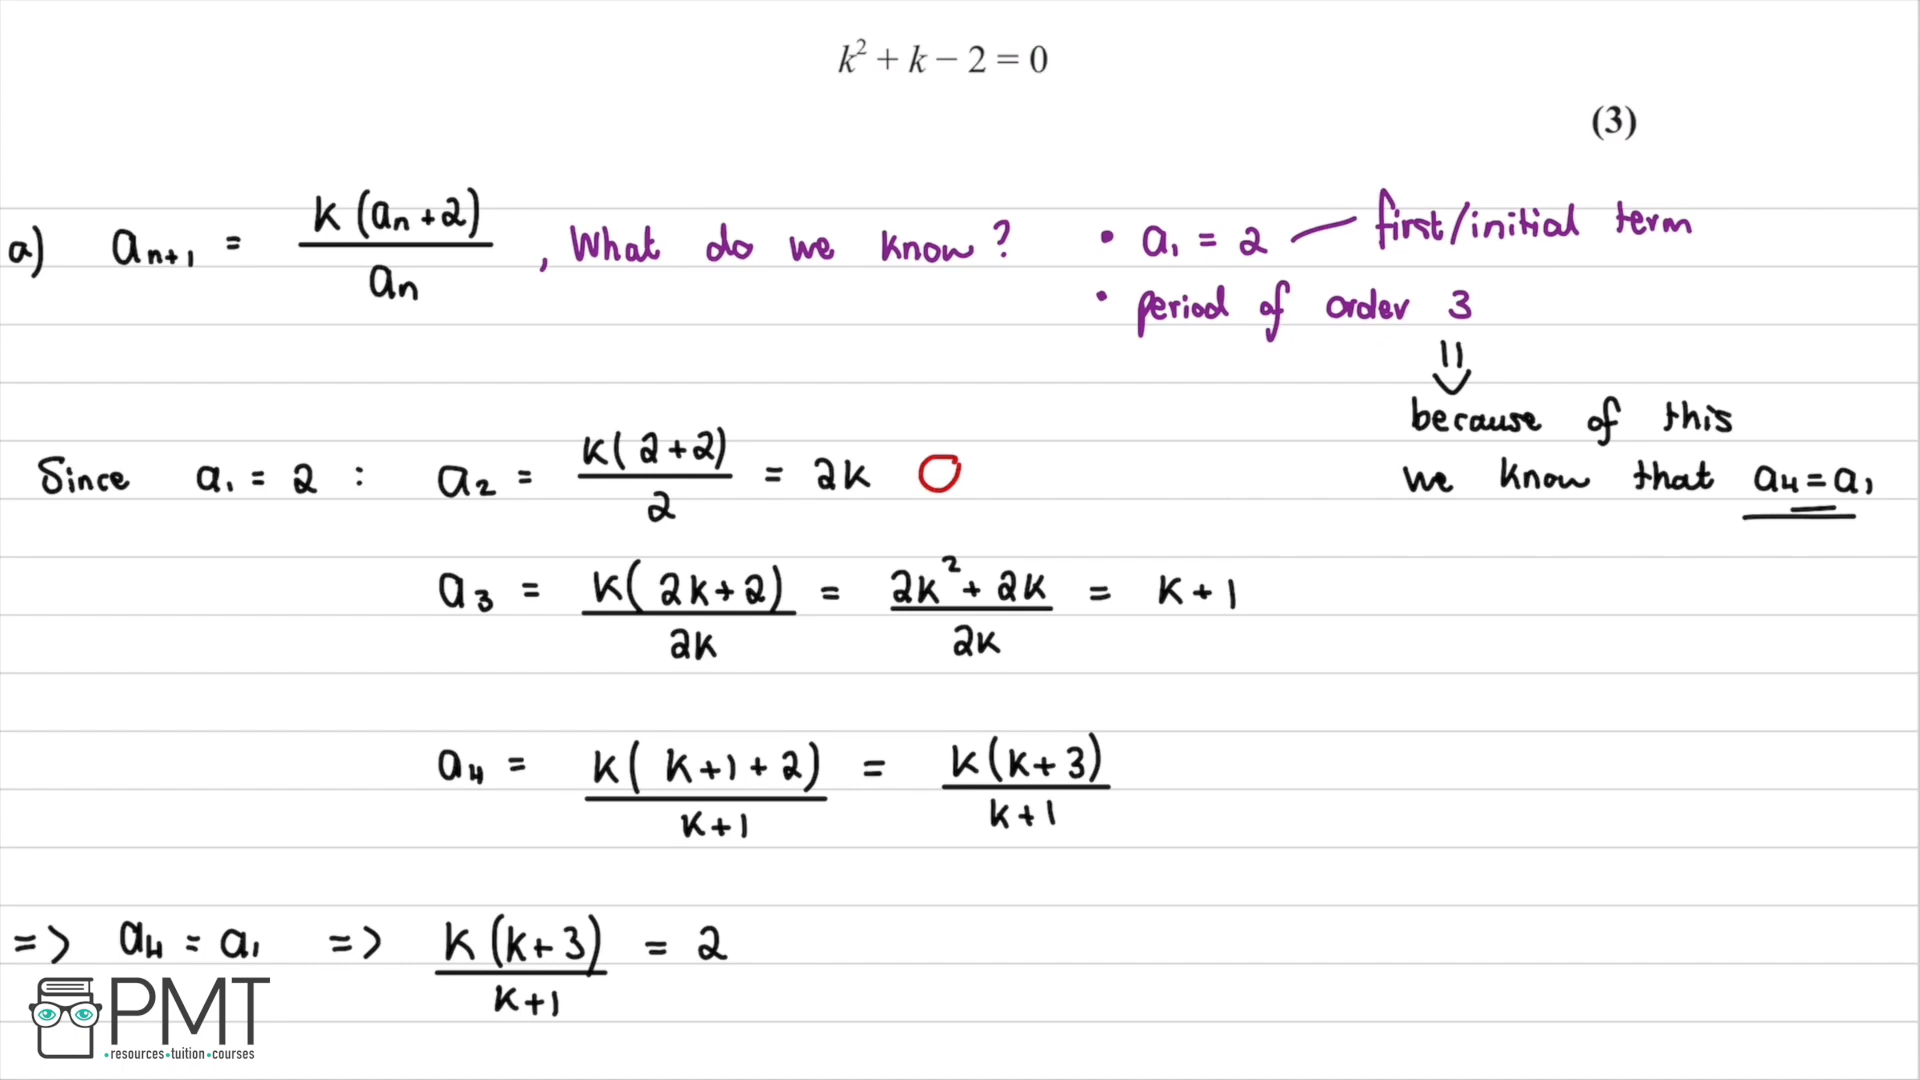 k² + k − 2 = 0
(3)
a) aₙ₊₁ = k(aₙ+2)/aₙ , What do we know? • a₁ = 2 — first/initial term
• period of order 3
⇓
because of this
we know that a₄=a₁
Since a₁ = 2 : a₂ = k(2+2)/2 = 2k
a₃ = k(2k+2)/2k = 2k²+2k/2k = k+1
a₄ = k(k+1+2)/k+1 = k(k+3)/k+1
=> a₄ = a₁ => k(k+3)/k+1 = 2
PMT
•resources•tuition•courses